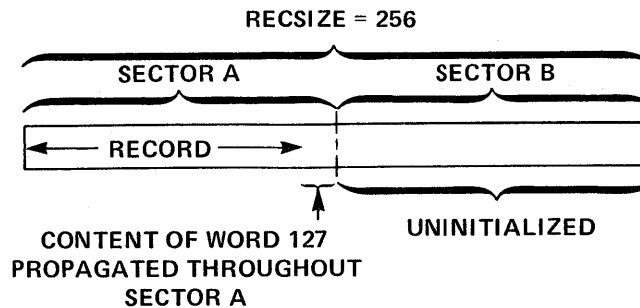 RECSIZE = 256
SECTOR A
SECTOR B
RECORD
UNINITIALIZED
CONTENT OF WORD 127
PROPAGATED THROUGHOUT
SECTOR A